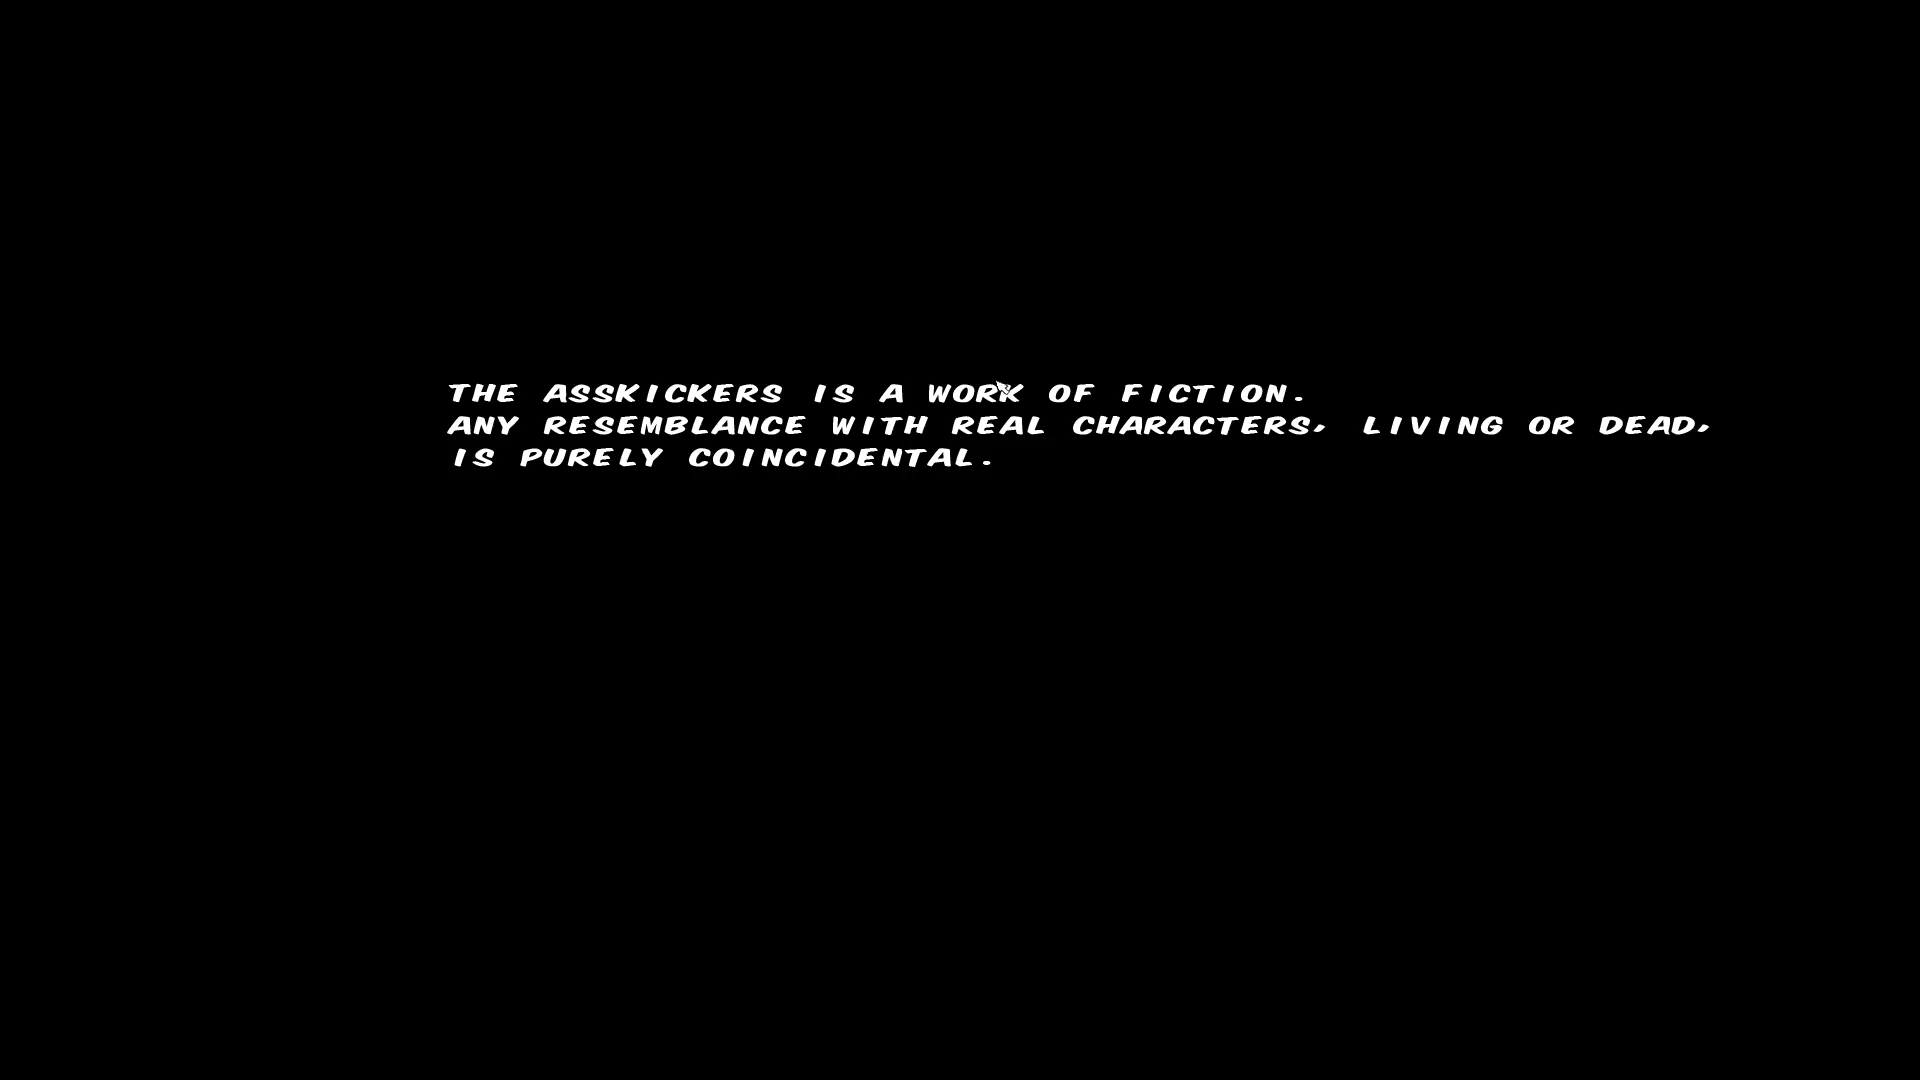 THE ASSKICKERS IS A WORK OF FICTION.
ANY RESEMBLANCE WITH REAL CHARACTERS, LIVING OR DEAD,
IS PURELY COINCIDENTAL.